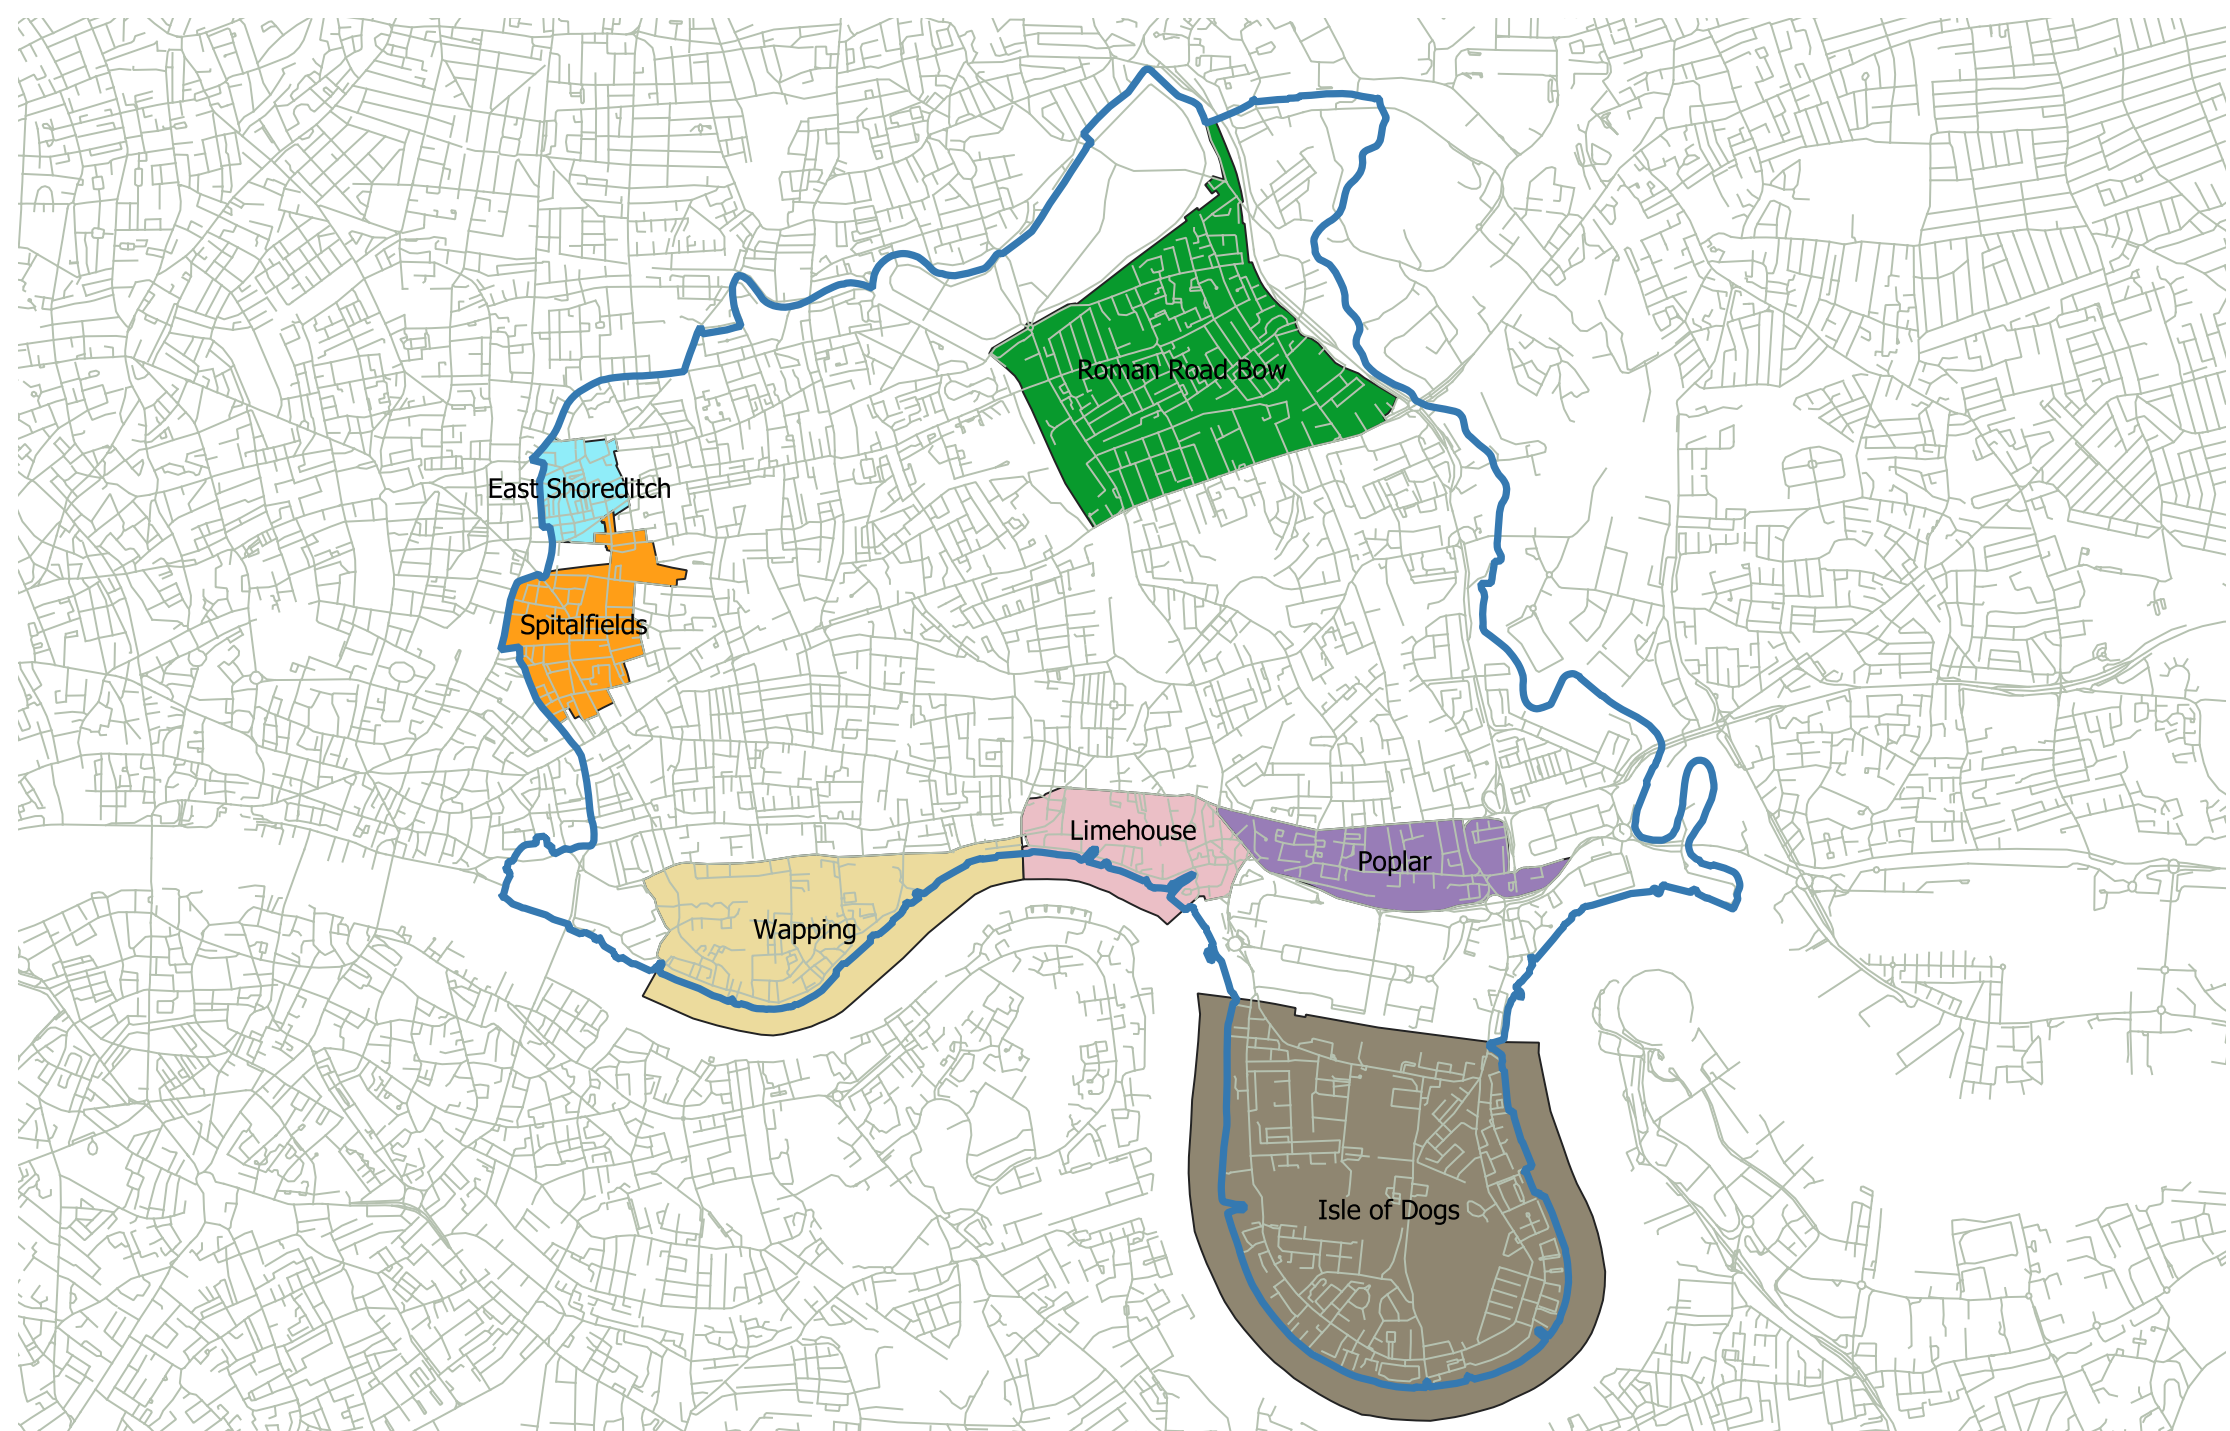 Roman Road Bow
East Shoreditch
Spitalfields
Limehouse
Poplar
Wapping
Isle of Dogs